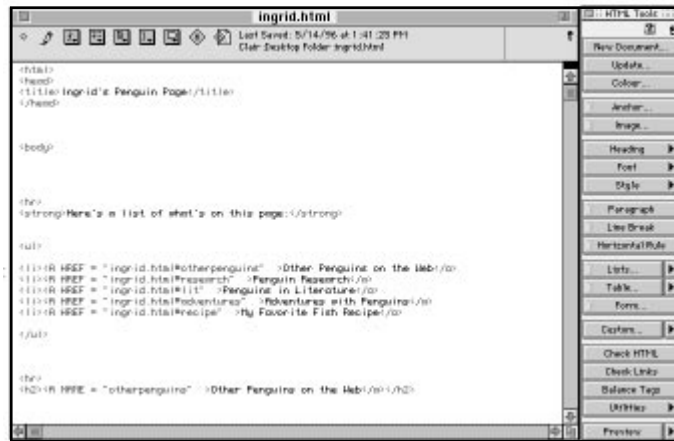 ingrid.html
Last Saved: 5/14/96 at 1:41:23 PM
Clair:Desktop Folder:ingrid.html
<html>
<head>
<title>Ingrid's Penguin Page</title>
</head>
<body>
<hr>
<strong>Here's a list of what's on this page:</strong>
<ul>
<li><A HREF = "ingrid.html#otherpenguins" >Other Penguins on the Web</a>
<li><A HREF = "ingrid.html#research" >Penguin Research</a>
<li><A HREF = "ingrid.html#lit" >Penguins in Literature</a>
<li><A HREF = "ingrid.html#adventures" >Adventures with Penguins</a>
<li><A HREF = "ingrid.html#recipe" >My Favorite Fish Recipe</a>
</ul>
<hr>
<h2><A NAME = "otherpenguins" >Other Penguins on the Web</a></h2>
HTML Tools
New Document...
Update...
Colour...
Anchor...
Image...
Heading
Font
Style
Paragraph
Line Break
Horizontal Rule
Lists...
Table...
Form...
Custom...
Check HTML
Check Links
Balance Tags
Utilities
Preview